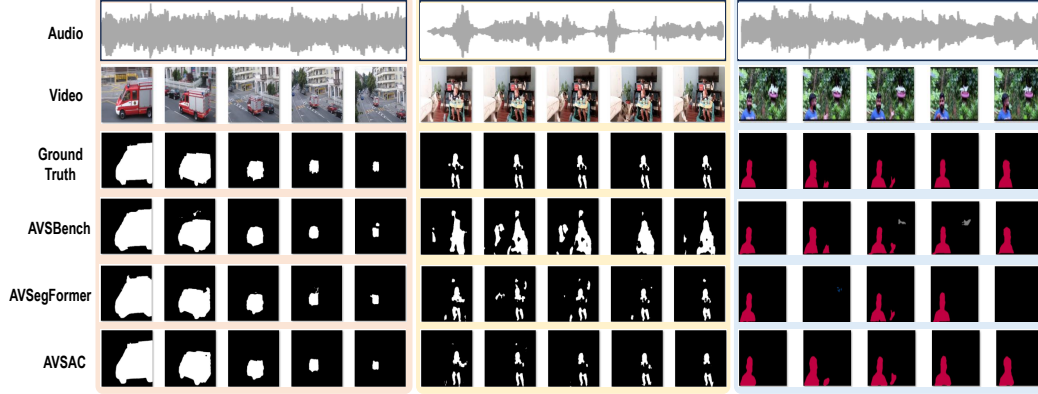 Audio
Video
Ground
Truth
AVSBench
AVSegFormer
AVSAC